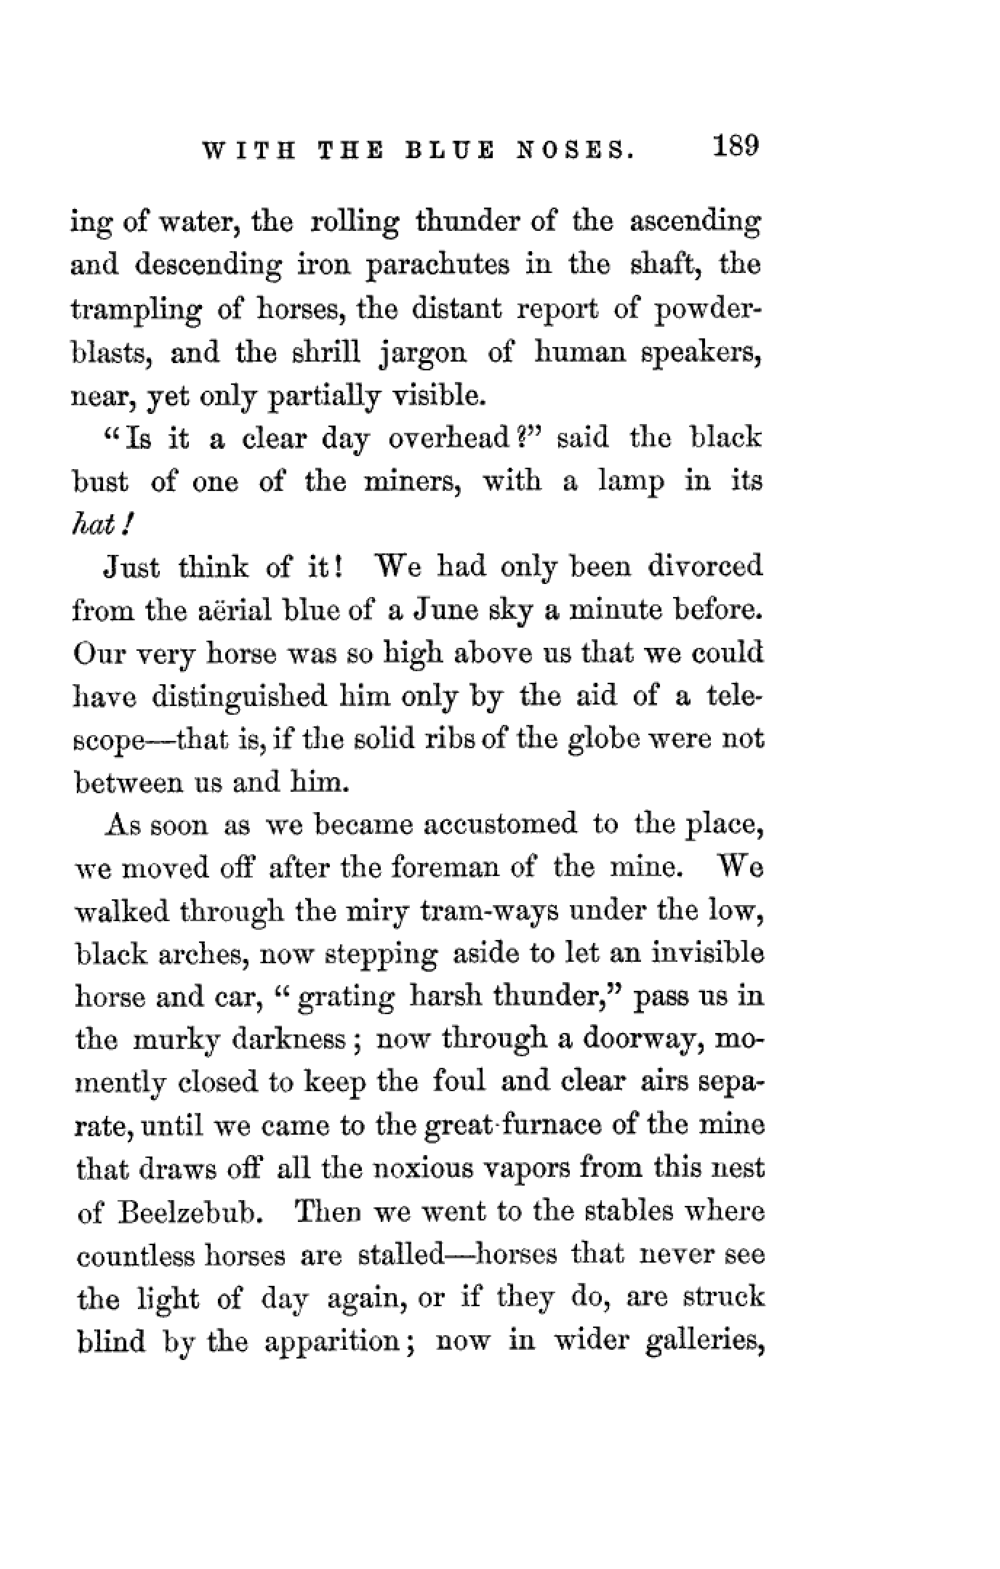 WITH THE BLUE NOSES. 189
ing of water, the rolling thunder of the ascending
and descending iron parachutes in the shaft, the
trampling of horses, the distant report of powder-
blasts, and the shrill jargon of human speakers,
near, yet only partially visible.
“Is it a clear day overhead?” said the black
bust of one of the miners, with a lamp in its
hat!
Just think of it! We had only been divorced
from the aërial blue of a June sky a minute before.
Our very horse was so high above us that we could
have distinguished him only by the aid of a tele-
scope—that is, if the solid ribs of the globe were not
between us and him.
As soon as we became accustomed to the place,
we moved off after the foreman of the mine. We
walked through the miry tram-ways under the low,
black arches, now stepping aside to let an invisible
horse and car, “grating harsh thunder,” pass us in
the murky darkness; now through a doorway, mo-
mently closed to keep the foul and clear airs sepa-
rate, until we came to the great furnace of the mine
that draws off all the noxious vapors from this nest
of Beelzebub. Then we went to the stables where
countless horses are stalled—horses that never see
the light of day again, or if they do, are struck
blind by the apparition; now in wider galleries,